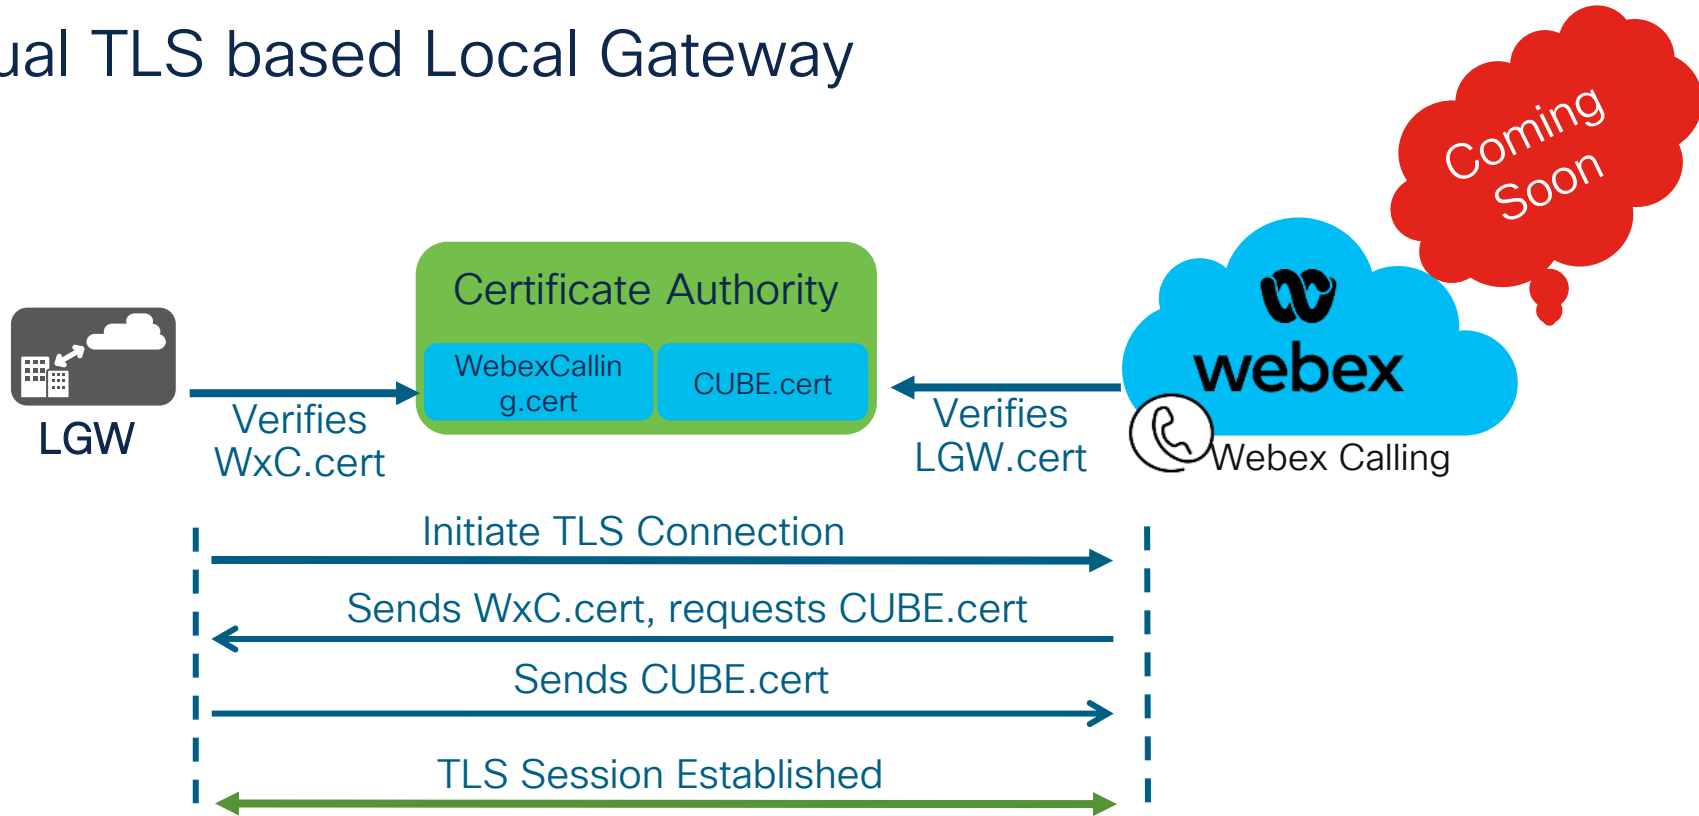 ual TLS based Local Gateway
Coming
Soon
Certificate Authority
WebexCallin
g.cert
CUBE.cert
webex
LGW
Verifies
WxC.cert
Verifies
LGW.cert
Webex Calling
Initiate TLS Connection
Sends WxC.cert, requests CUBE.cert
Sends CUBE.cert
TLS Session Established